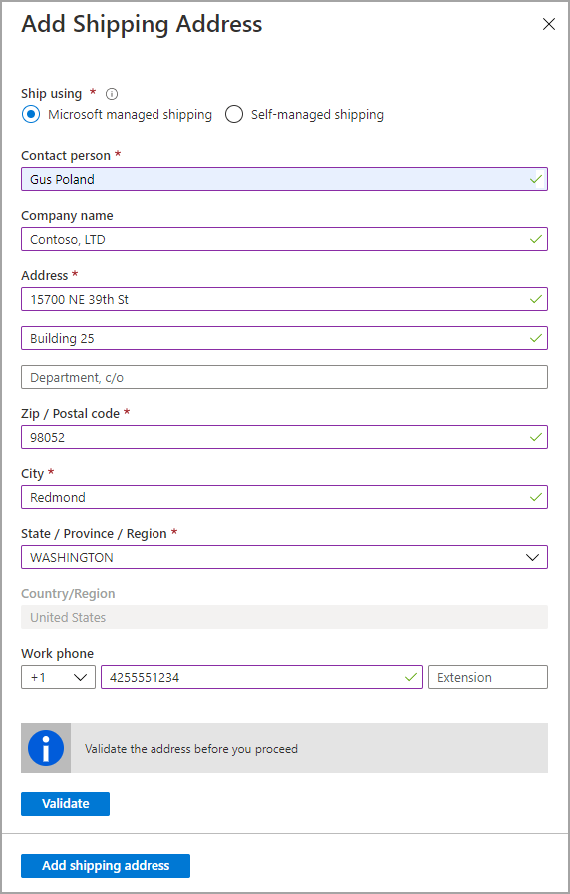 Add Shipping Address
Ship using *
Microsoft managed shipping Self-managed shipping
Contact person *
Gus Poland
Company name
Contoso, LTD
Address *
15700 NE 39th St
Building 25
Department, c/o
Zip / Postal code *
98052
City *
Redmond
State / Province / Region *
WASHINGTON
Country/Region
United States
Work phone
+1 4255551234 Extension
Validate the address before you proceed
Validate
Add shipping address